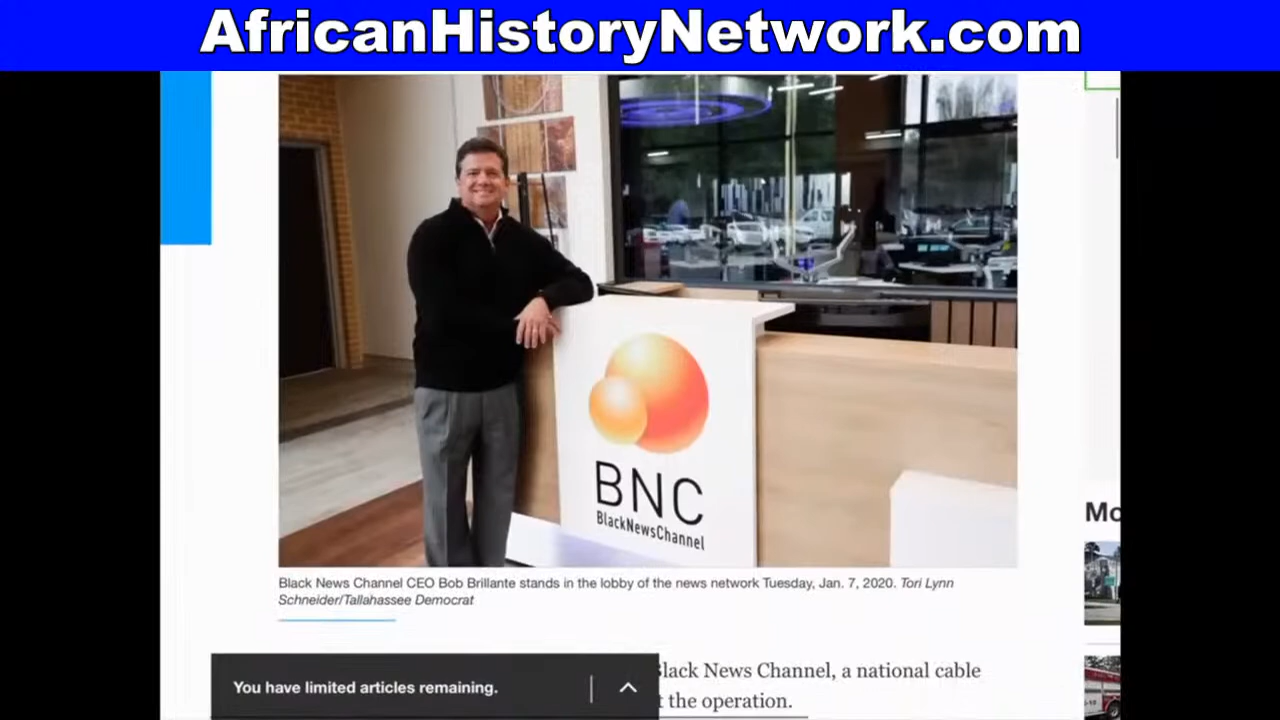 AfricanHistoryNetwork.com
BNC
BlackNewsChannel
Black News Channel CEO Bob Brillante stands in the lobby of the news network Tuesday, Jan. 7, 2020. Tori Lynn
Schneider/Tallahassee Democrat
Mo
You have limited articles remaining.
Black News Channel, a national cable
the operation.